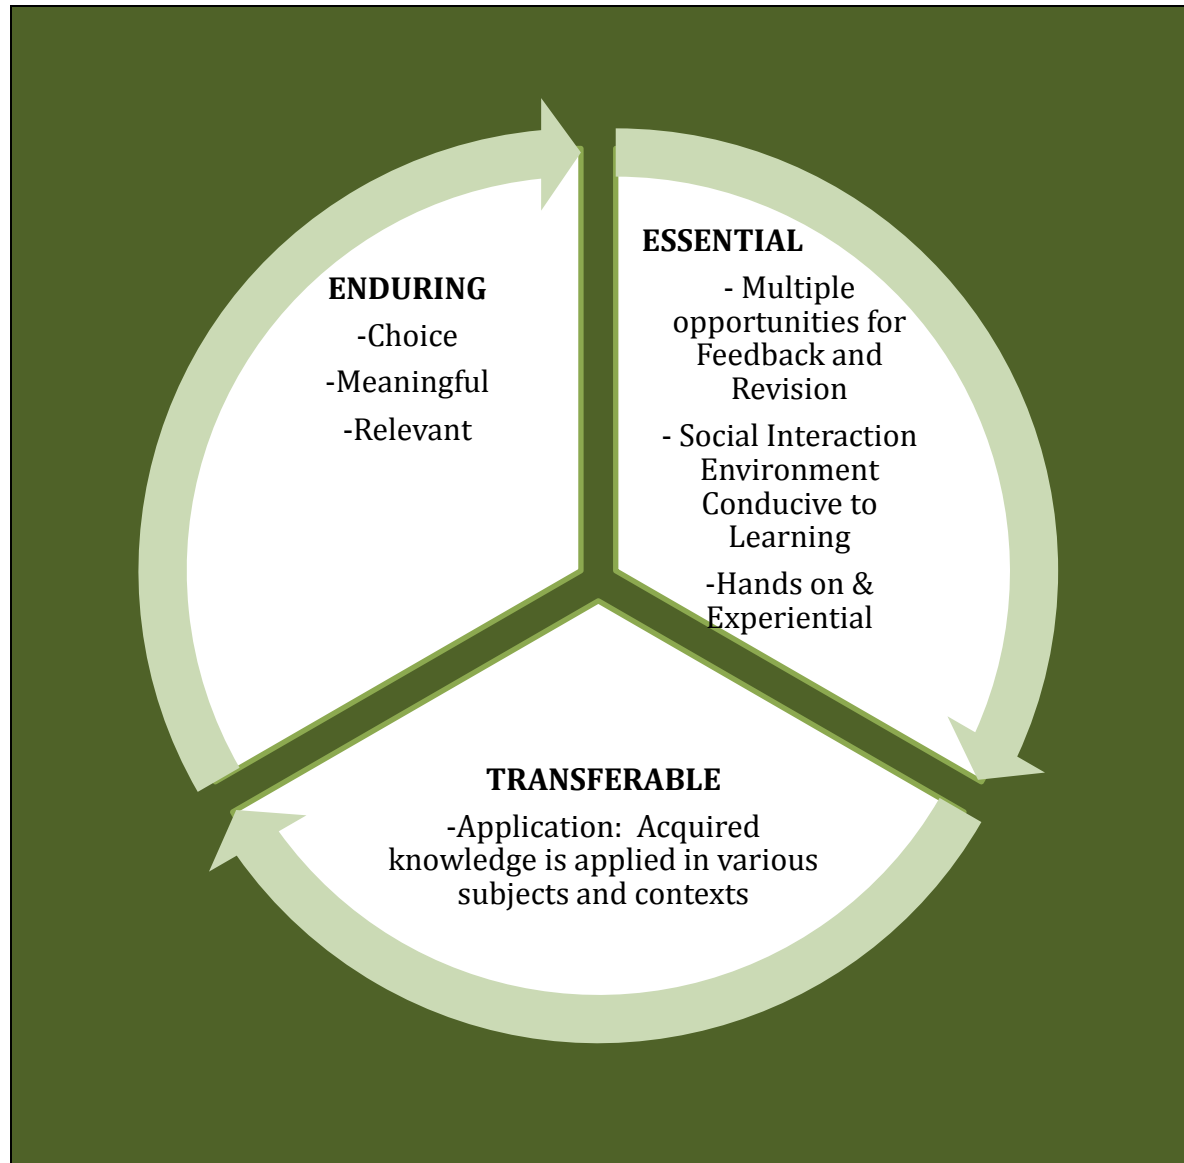 ENDURING
-Choice
-Meaningful
-Relevant
ESSENTIAL
- Multiple
opportunities for
Feedback and
Revision
- Social Interaction
Environment
Conducive to
Learning
-Hands on &
Experiential
TRANSFERABLE
-Application:  Acquired
knowledge is applied in various
subjects and contexts